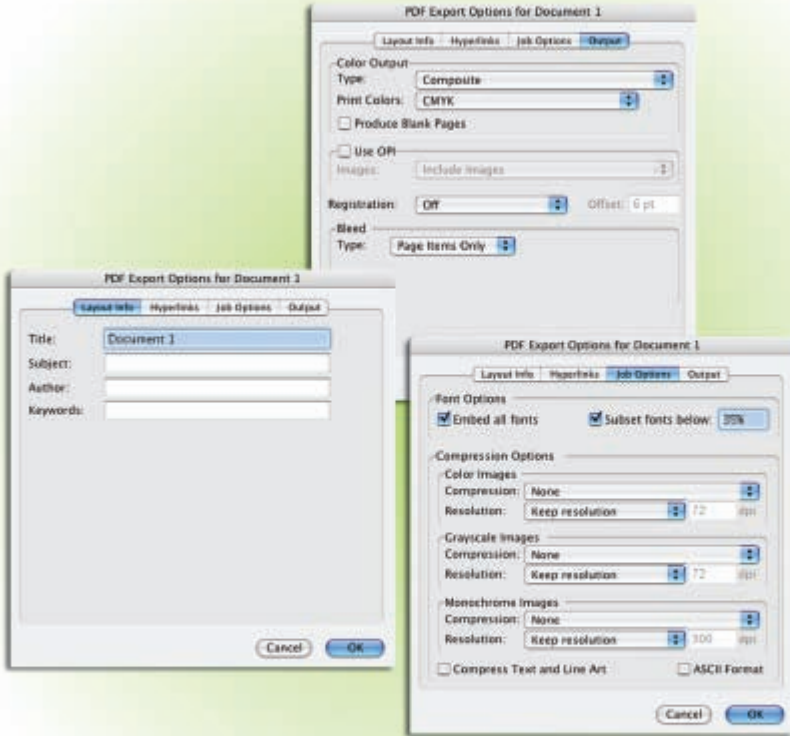 PDF Export Options for Document 1
Layout Info Hyperlinks Job Options Output
Color Output
Type: Composite
Print Colors: CMYK
Produce Blank Pages
Use OPI
Images: Include Images
Registration: Off Offset: 6 pt
Bleed
Type: Page Items Only
PDF Export Options for Document 1
Layout Info Hyperlinks Job Options Output
Title: Document 1
Subject:
Author:
Keywords:
Cancel OK
PDF Export Options for Document 1
Layout Info Hyperlinks Job Options Output
Font Options
Embed all fonts Subset fonts below: 35%
Compression Options
Color Images
Compression: None
Resolution: Keep resolution 72 dpi
Grayscale Images
Compression: None
Resolution: Keep resolution 72 dpi
Monochrome Images
Compression: None
Resolution: Keep resolution 300 dpi
Compress Text and Line Art ASCII Format
Cancel OK